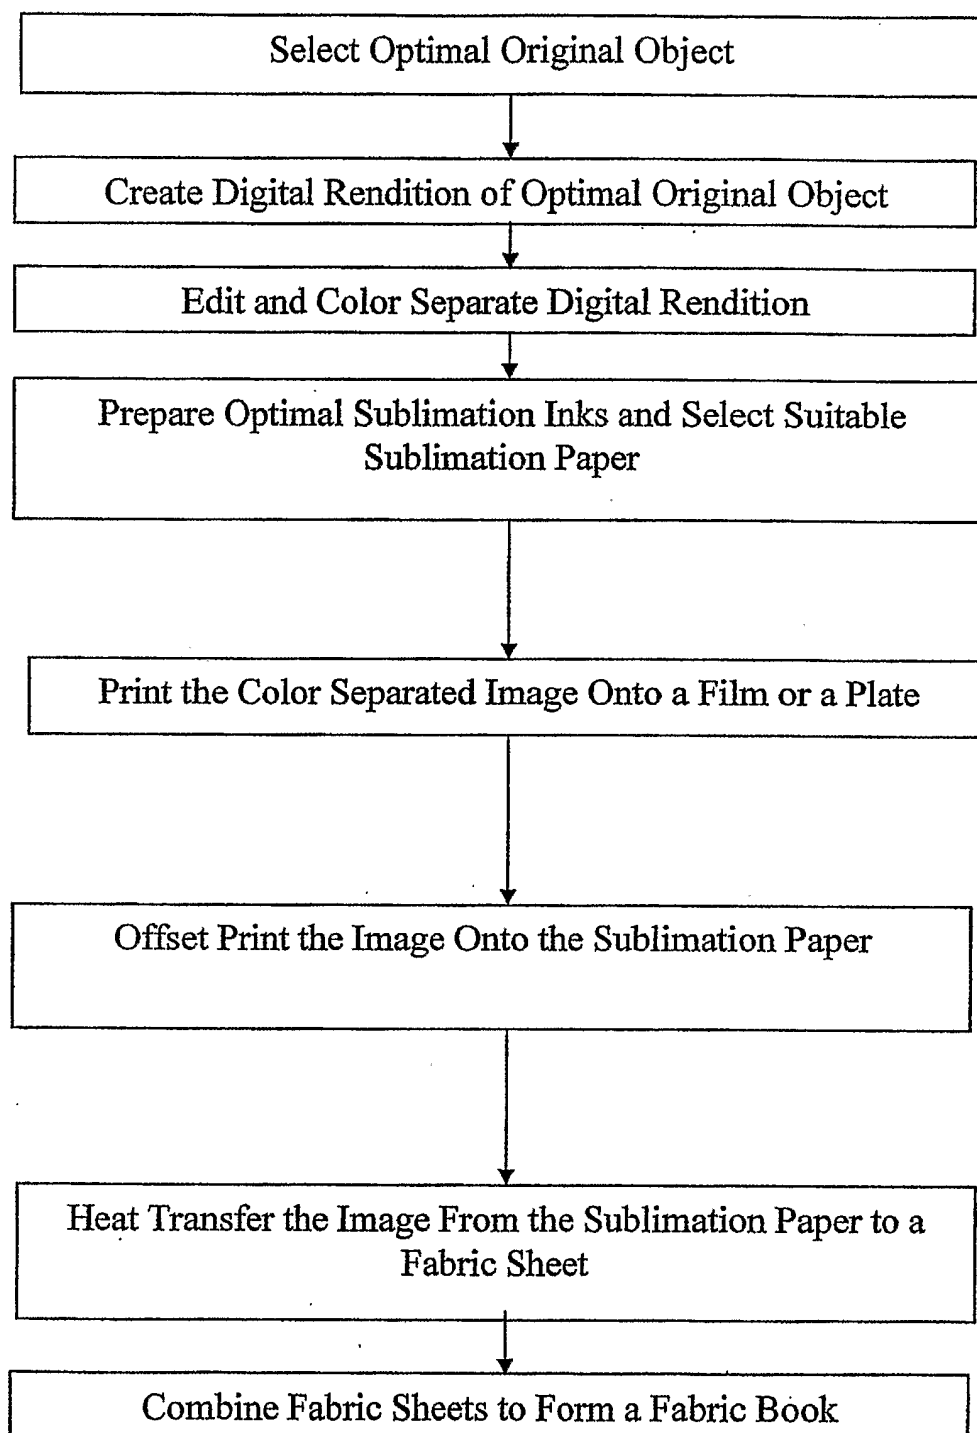 Select Optimal Original Object
Create Digital Rendition of Optimal Original Object
Edit and Color Separate Digital Rendition
Prepare Optimal Sublimation Inks and Select Suitable
Sublimation Paper
Print the Color Separated Image Onto a Film or a Plate
Offset Print the Image Onto the Sublimation Paper
Heat Transfer the Image From the Sublimation Paper to a
Fabric Sheet
Combine Fabric Sheets to Form a Fabric Book